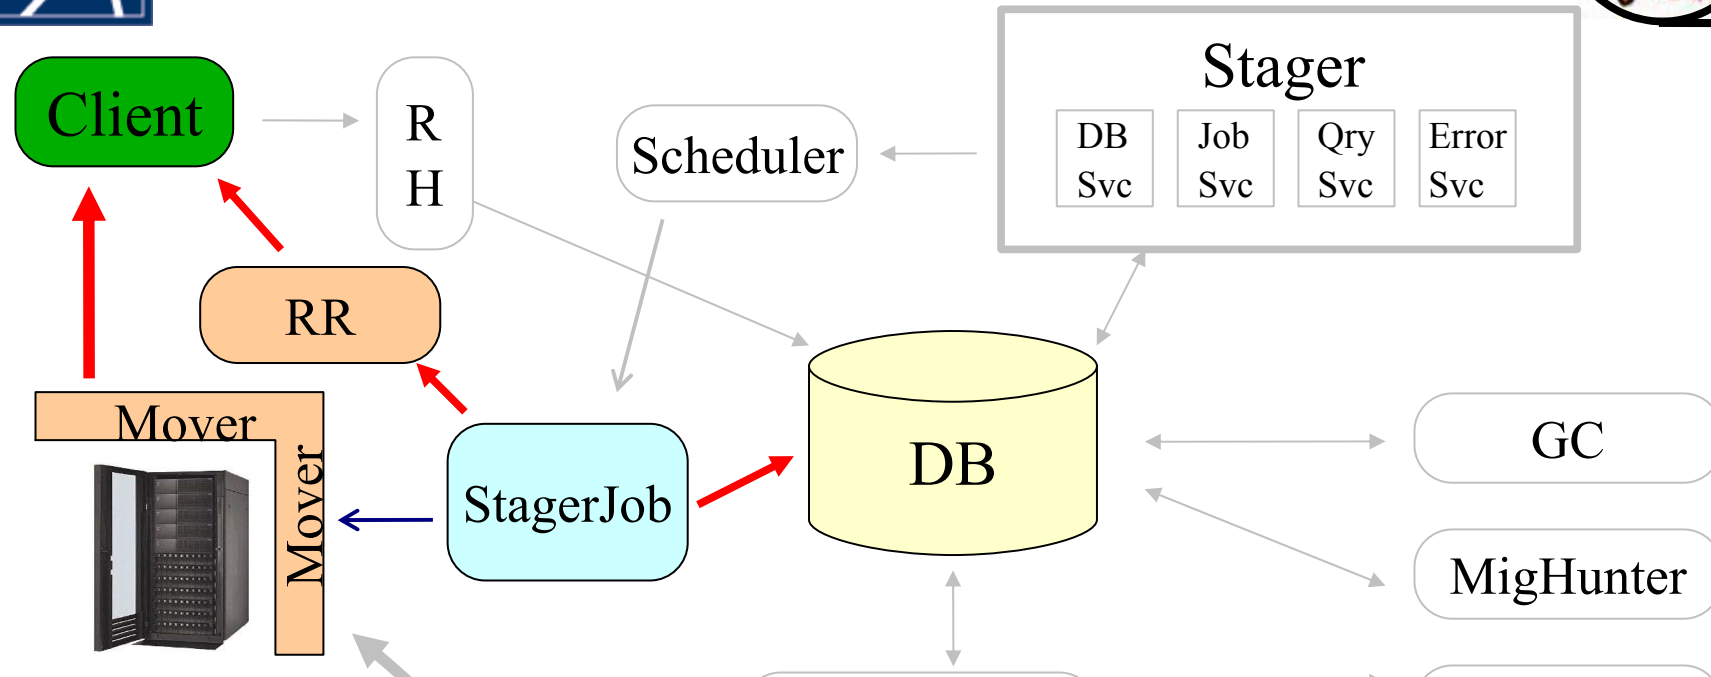 Stager
Client
R
H
Scheduler
DB
Svc
Job
Svc
Qry
Svc
Error
Svc
RR
Mover
Mover
StagerJob
DB
GC
MigHunter